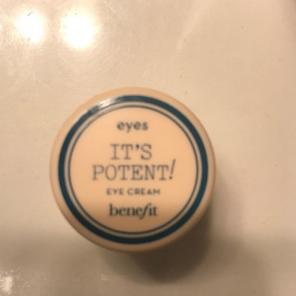 eyes
IT'S
POTENT!
EYE CREAM
benefit